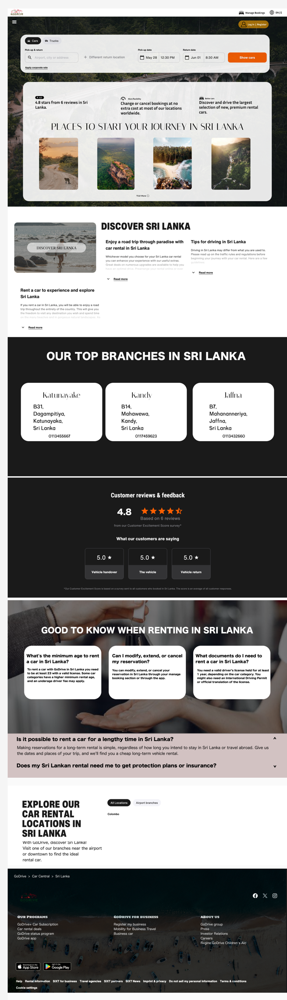 GODRIVE
Manage Bookings
EN | $
Log in | Register
Cars
Trucks
Pick-up & return
Pick-up date
Return date
Airport, city or address
Different return location
May 28
12:30 PM
Jun 01
8:30 AM
Show cars
Apply corporate rate
4.8
4.8 stars from 6 reviews in Sri
Lanka.
More flexibility
Change or cancel bookings at no
extra cost at most of our locations
worldwide.
Better cars
Discover and drive the largest
selection of new, premium rental
cars.
PLACES TO START YOUR JOURNEY IN SRI LANKA
Visit More
DISCOVER SRI LANKA
DISCOVER SRI LANKA
Enjoy a road trip through paradise with
car rental in Sri Lanka
Whichever model you choose for your Sri Lanka car rental
you can enhance your experience with our useful extras.
Great deals on numerous upgrades are available to help you
have an optimal drive. Prearrange your rental online or over
Read more
Tips for driving in Sri Lanka
Driving in Sri Lanka may differ from what you are used to.
Please read up on the traffic rules and regulations before
beginning your journey with your car rental. Here are a few
guidelines:
Read more
Rent a car to experience and explore
Sri Lanka
If you rent a car in Sri Lanka, you will be able to enjoy a road
trip throughout the entirety of the country. This will give you
the freedom to visit any destination you wish and spend time
on the many beaches and in gorgeous natural landscapes. As
Read more
OUR TOP BRANCHES IN SRI LANKA
Katunayake
B31,
Dagampitiya,
Katunayaka,
Sri Lanka
0113455667
Kandy
B14,
Mahawewa,
Kandy,
Sri Lanka
0117459623
Jaffna
B7,
Mahananneriya,
Jaffna,
Sri Lanka
0113432660
Customer reviews & feedback
4.8
Based on 6 reviews
from our Customer Excitement Score survey*
What our customers are saying
5.0
Vehicle handover
5.0
The vehicle
5.0
Vehicle return
*Our Customer Excitement Score is based on a survey sent to all customers who booked in Sri Lanka. The score is an average of all customer responses.
GOOD TO KNOW WHEN RENTING IN SRI LANKA
What's the minimum age to rent
a car in Sri Lanka?
To rent a car with GoDrive in Sri Lanka you need
to be at least 23 with a valid license. Some car
categories have a higher minimum rental age,
and an underage driver fee may apply.
Can I modify, extend, or cancel
my reservation?
You can modify, extend, or cancel your
reservation in Sri Lanka through your manage
booking section or through the app.
What documents do I need to
rent a car in Sri Lanka?
You need a valid driver's license held for at least
1 year, depending on the car category. You
might also need an International Driving Permit
or official translation of the license.
Is it possible to rent a car for a lengthy time in Sri Lanka?
Making reservations for a long-term rental is simple, regardless of how long you intend to stay in Sri Lanka or travel abroad. Give us
the dates and places of your trip, and we'll find you a cheap long-term vehicle rental.
Does my Sri Lankan rental need me to get protection plans or insurance?
EXPLORE OUR
CAR RENTAL
LOCATIONS IN
SRI LANKA
With GoDrive, discover Sri Lanka!
Visit one of our branches near the airport
or downtown to find the ideal
rental car.
All Locations
Airport branches
Colombo
GoDrive > Car Central > Sri Lanka
GODRIVE
OUR PROGRAMS
GoDrive+ Car Subscription
Car rental deals
GoDrive status program
GoDrive app
GODRIVE FOR BUSINESS
Register my business
Mobility for Business Travel
Business car
ABOUT US
GoDrive group
Press
Investor Relations
Careers
Regine GoDrive Children's Aid
Download on the
App Store
GET IT ON
Google Play
Help Rental information SIXT for business Travel agencies SIXT partners SIXT News Imprint & privacy Do not sell my personal information Terms & conditions
Cookie settings